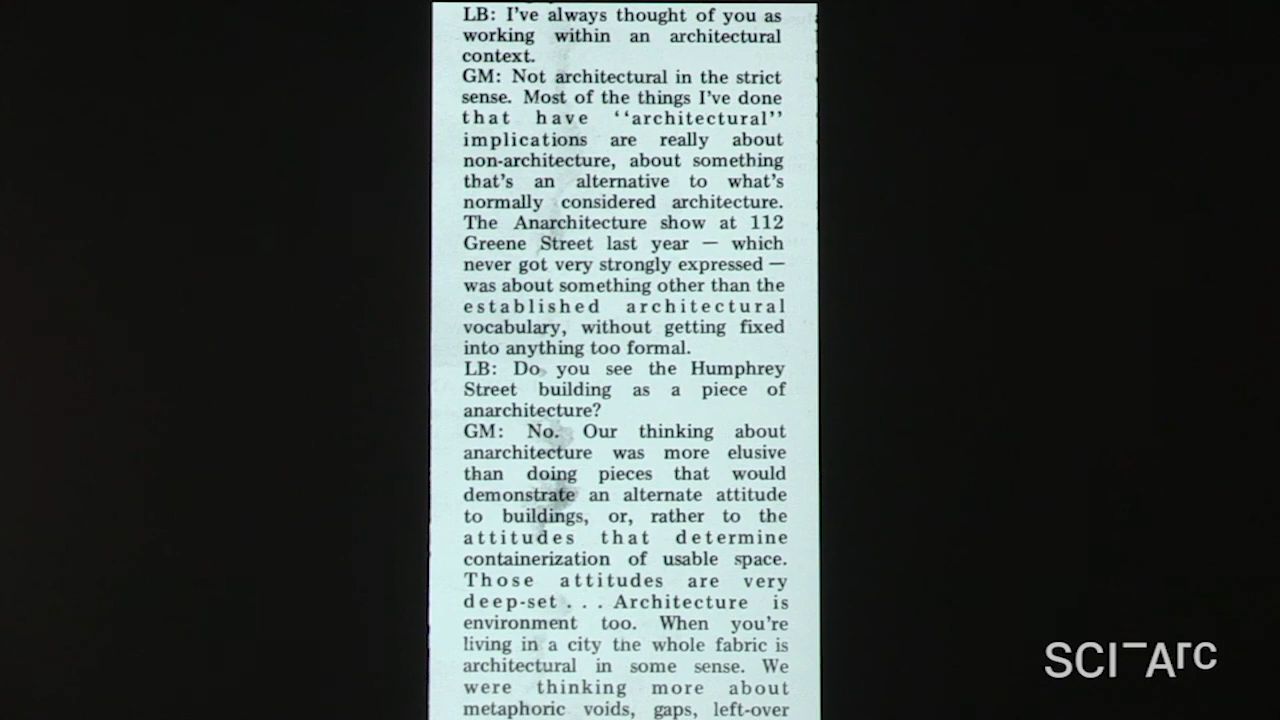 LB: I've always thought of you as
working within an architectural
context.
GM: Not architectural in the strict
sense. Most of the things I've done
that have ‘‘architectural’’
implications are really about
non-architecture, about something
that's an alternative to what's
normally considered architecture.
The Anarchitecture show at 112
Greene Street last year — which
never got very strongly expressed —
was about something other than the
established architectural
vocabulary, without getting fixed
into anything too formal.
LB: Do you see the Humphrey
Street building as a piece of
anarchitecture?
GM: No. Our thinking about
anarchitecture was more elusive
than doing pieces that would
demonstrate an alternate attitude
to buildings, or, rather to the
attitudes that determine
containerization of usable space.
Those attitudes are very
deep-set . . . Architecture is
environment too. When you're
living in a city the whole fabric is
architectural in some sense. We
were thinking more about
metaphoric voids, gaps, left-over
SCI-Arc